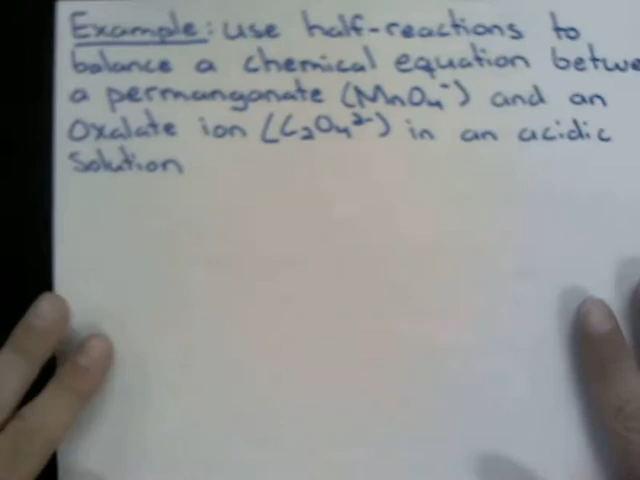 Example: use half-reactions to
balance a chemical equation betwe
a permanganate (MnO₄⁻) and an
Oxalate ion (C₂O₄²⁻) in an acidic
Solution